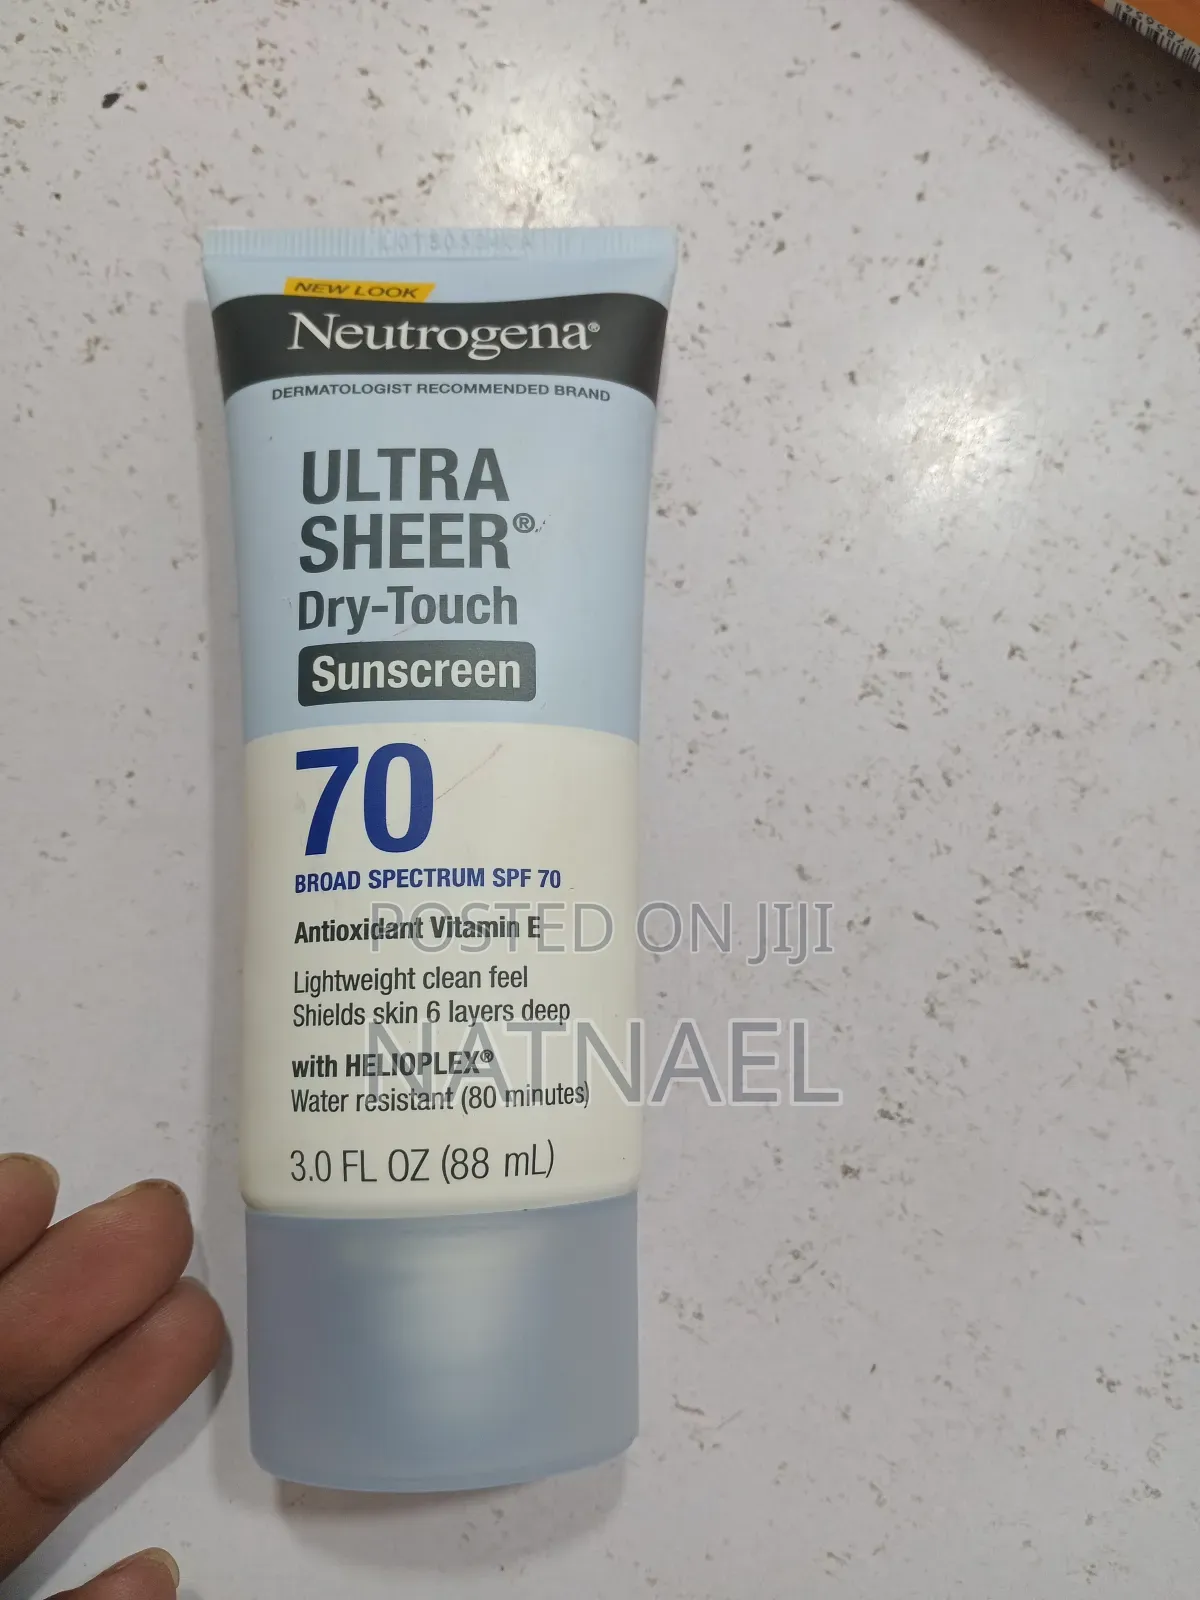 NEW LOOK
Neutrogena®
DERMATOLOGIST RECOMMENDED BRAND
ULTRA
SHEER®
Dry-Touch
Sunscreen
70
BROAD SPECTRUM SPF 70
Antioxidant Vitamin E
POSTED ON JIJI
Lightweight clean feel
Shields skin 6 layers deep
NATNAEL
with HELIOPLEX®
Water resistant (80 minutes)
3.0 FL OZ (88 mL)